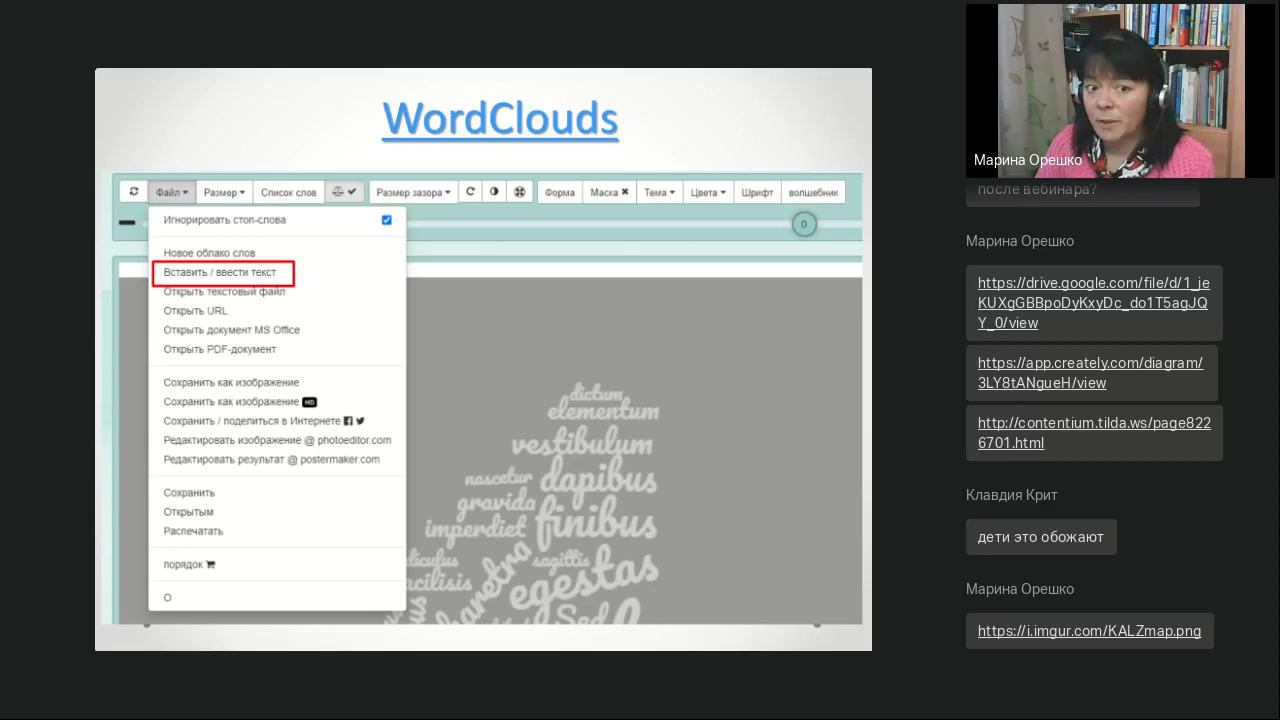 WordClouds
Файл Размер Список слов Размер зазора Форма Маска Тема Цвета Шрифт волшебник
0
Игнорировать стоп-слова
Новое облако слов
Вставить / ввести текст
Открыть текстовый файл
Открыть URL
Открыть документ MS Office
Открыть PDF-документ
Сохранить как изображение
Сохранить как изображение HD
Сохранить / поделиться в Интернете
Редактировать изображение @ photoeditor.com
Редактировать результат @ postermaker.com
Сохранить
Открытым
Распечатать
порядок
О
dictum
elementum
vestibulum
nascetur dapibus
gravida
imperdiet finibus
sagittis
egestas
Sed
Марина Орешко
после вебинара?
Марина Орешко
https://drive.google.com/file/d/1_je
KUXgGBBpoDyKxyDc_do1T5agJQ
Y_0/view
https://app.creately.com/diagram/
3LY8tANgueH/view
http://contentium.tilda.ws/page822
6701.html
Клавдия Крит
дети это обожают
Марина Орешко
https://i.imgur.com/KALZmap.png